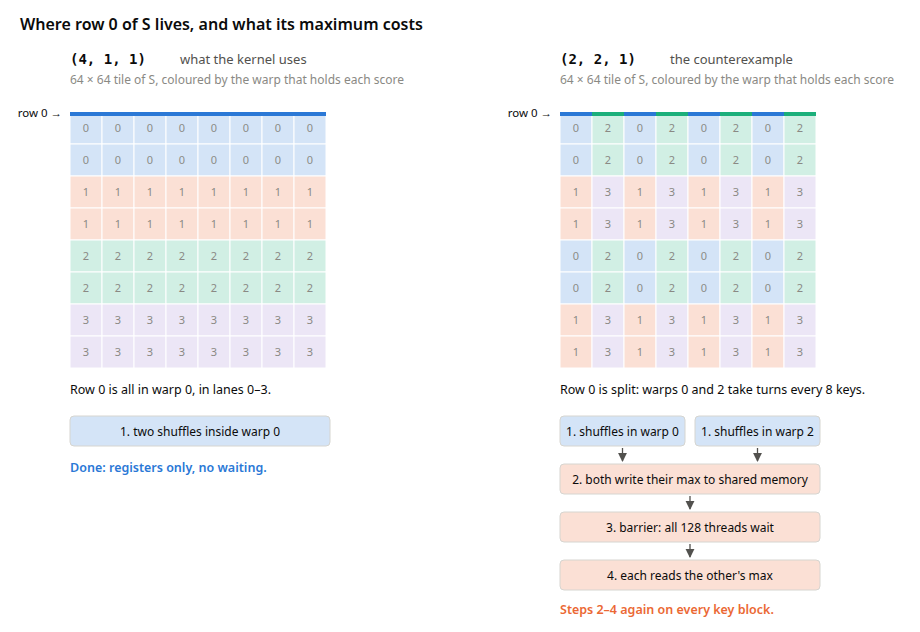 Where row 0 of S lives, and what its maximum costs
(4, 1, 1) what the kernel uses
64 × 64 tile of S, coloured by the warp that holds each score
row 0 →
0 0 0 0 0 0 0 0
0 0 0 0 0 0 0 0
1 1 1 1 1 1 1 1
1 1 1 1 1 1 1 1
2 2 2 2 2 2 2 2
2 2 2 2 2 2 2 2
3 3 3 3 3 3 3 3
3 3 3 3 3 3 3 3
Row 0 is all in warp 0, in lanes 0–3.
1. two shuffles inside warp 0
Done: registers only, no waiting.
(2, 2, 1) the counterexample
64 × 64 tile of S, coloured by the warp that holds each score
row 0 →
0 2 0 2 0 2 0 2
0 2 0 2 0 2 0 2
1 3 1 3 1 3 1 3
1 3 1 3 1 3 1 3
0 2 0 2 0 2 0 2
0 2 0 2 0 2 0 2
1 3 1 3 1 3 1 3
1 3 1 3 1 3 1 3
Row 0 is split: warps 0 and 2 take turns every 8 keys.
1. shuffles in warp 0
1. shuffles in warp 2
2. both write their max to shared memory
3. barrier: all 128 threads wait
4. each reads the other's max
Steps 2–4 again on every key block.